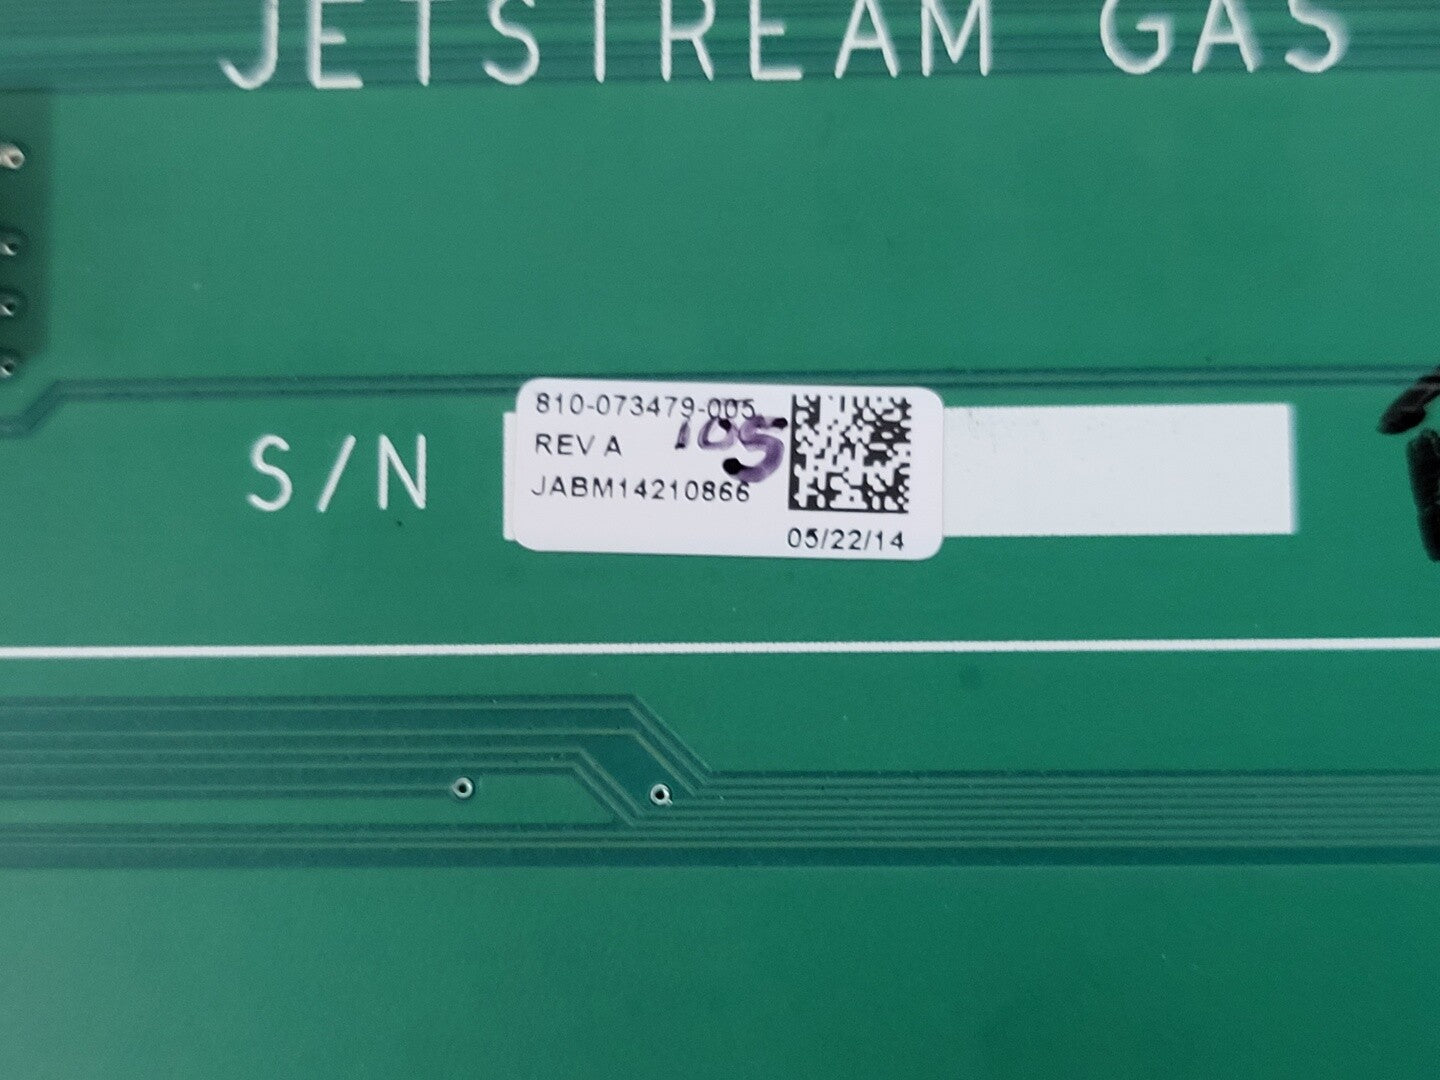 JETSTREAM GAS
810-073479-005
105
REV A
S/N
JABM14210866
05/22/14